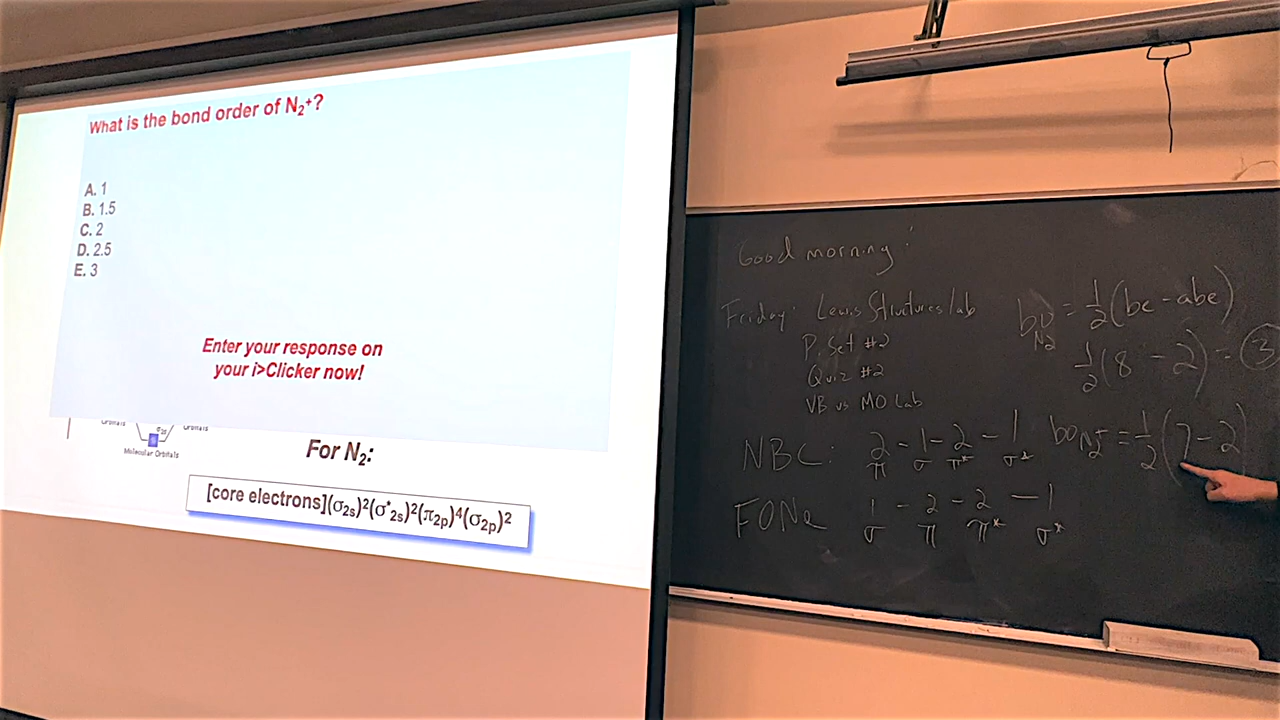 What is the bond order of N₂⁺?
A. 1
B. 1.5
C. 2
D. 2.5
E. 3
Enter your response on
your i>Clicker now!
Orbitals σ₂ₛ Orbitals
Molecular Orbitals
For N₂:
[core electrons](σ₂ₛ)²(σ*₂ₛ)²(π₂ₚ)⁴(σ₂ₚ)²
Good morning!
Friday: Lewis Structures lab
P. Set #2
Quiz #2
VB vs MO Lab
NBC: 2 - 1 - 2 - 1
π σ π* σ*
FONe 1 - 2 - 2 - 1
σ π π* σ*
bo N₂ = ½(be - abe)
½(8 - 2) = 3
bo N₂⁺ = ½(7 - 2)